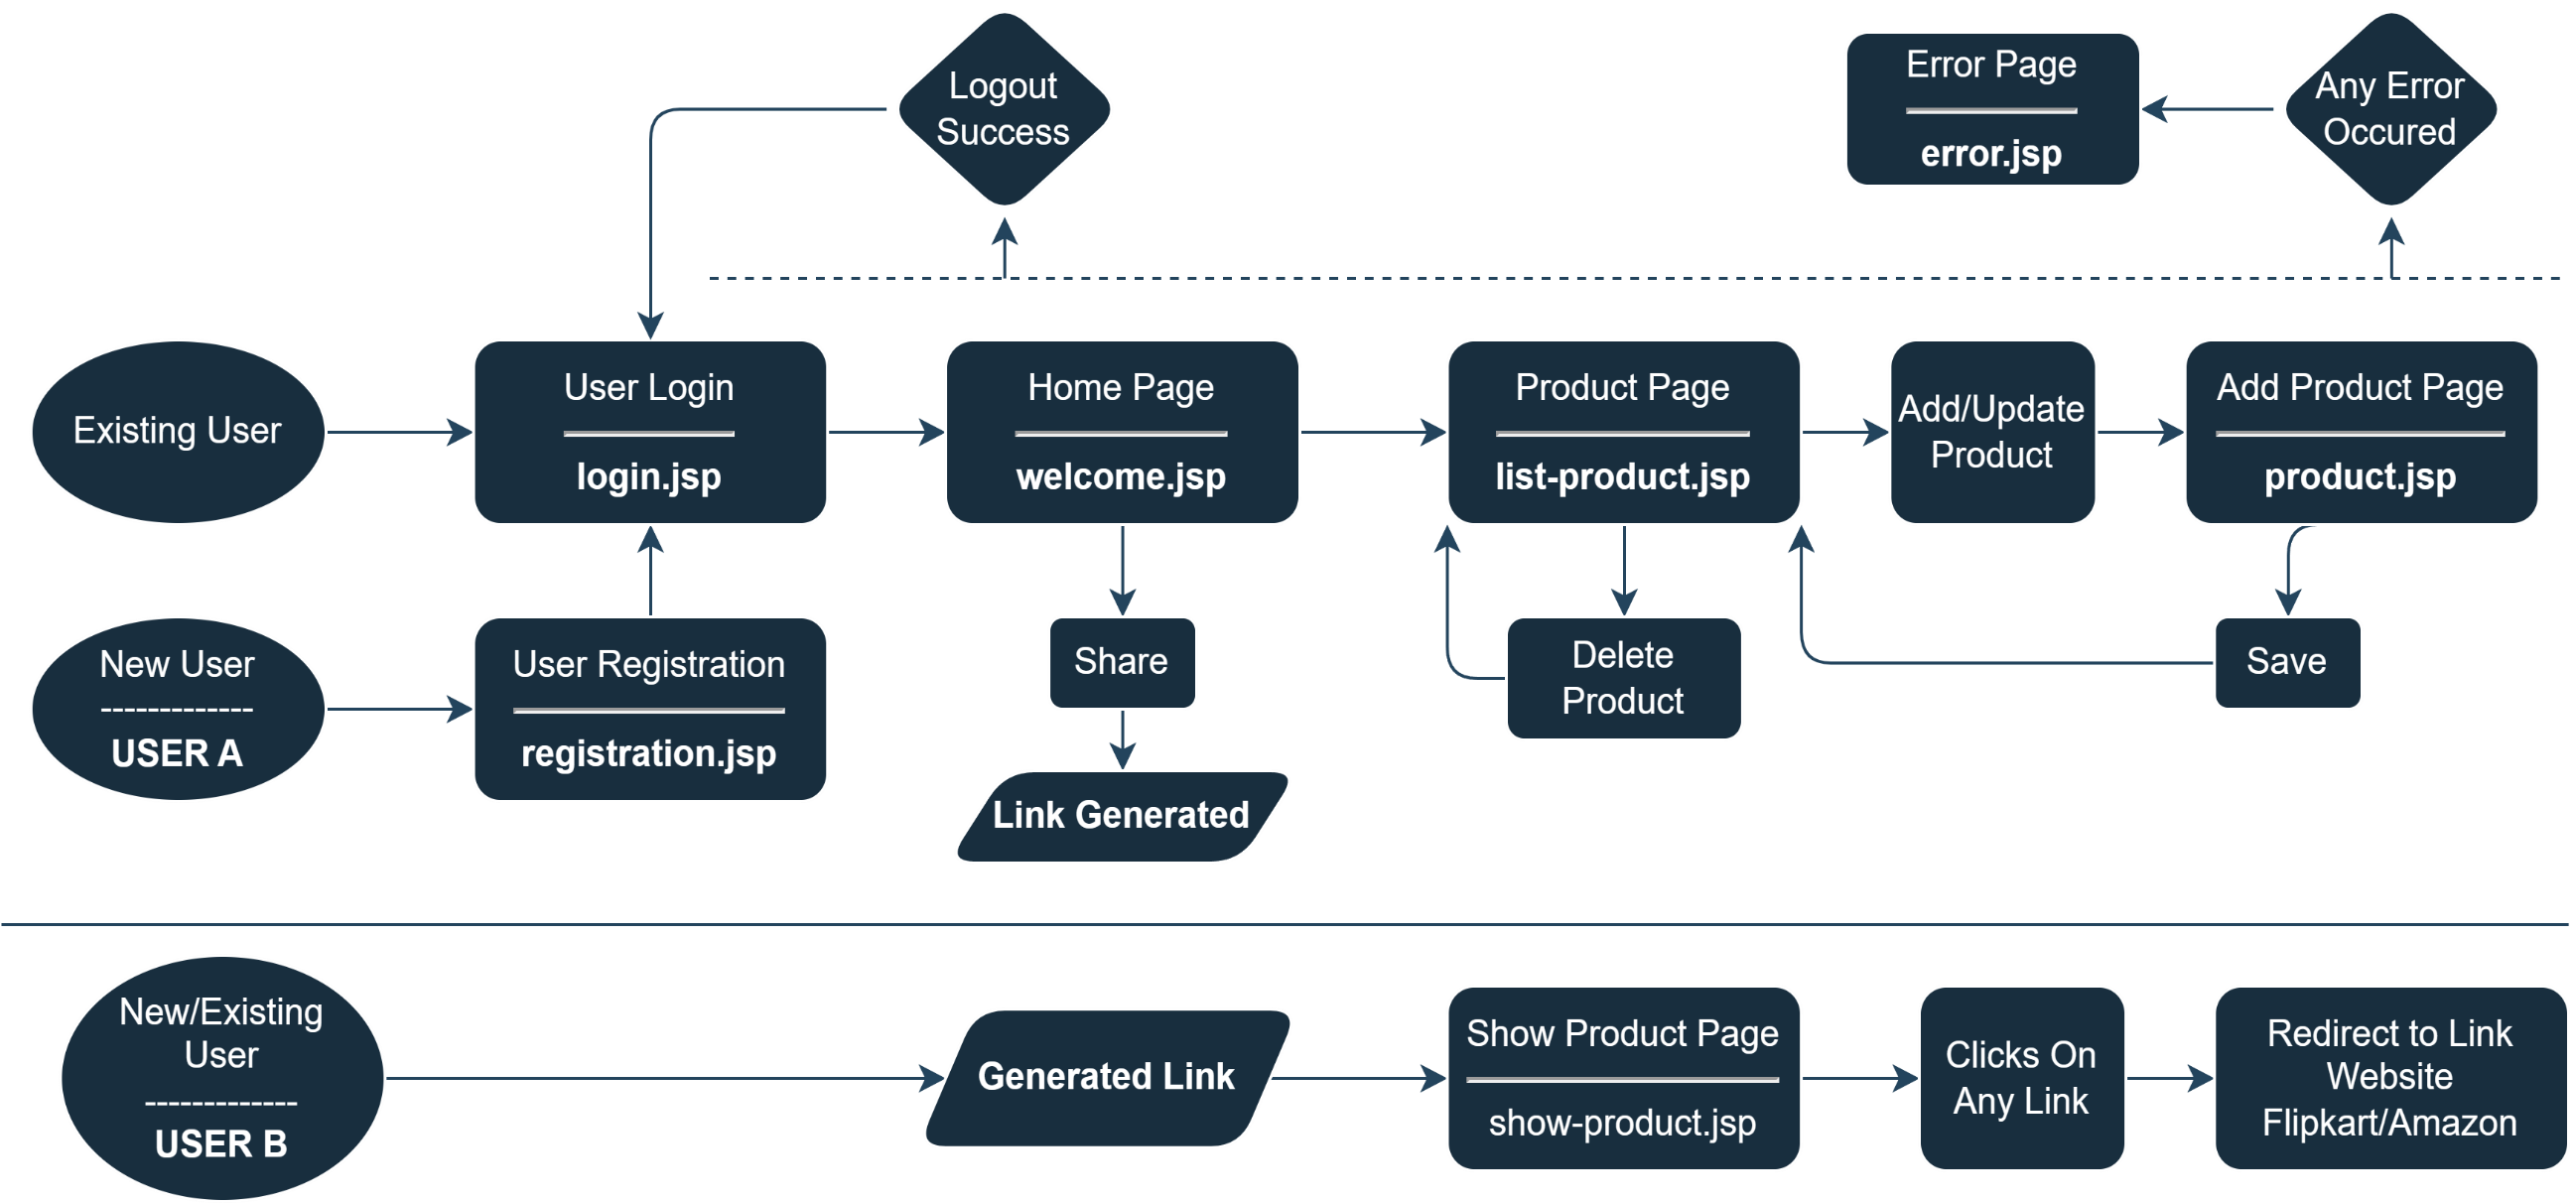 Logout
Success
Error Page
error.jsp
Any Error
Occured
Existing User
User Login
login.jsp
Home Page
welcome.jsp
Product Page
list-product.jsp
Add/Update
Product
Add Product Page
product.jsp
New User
-------------
USER A
User Registration
registration.jsp
Share
Link Generated
Delete
Product
Save
New/Existing
User
-------------
USER B
Generated Link
Show Product Page
show-product.jsp
Clicks On
Any Link
Redirect to Link
Website
Flipkart/Amazon